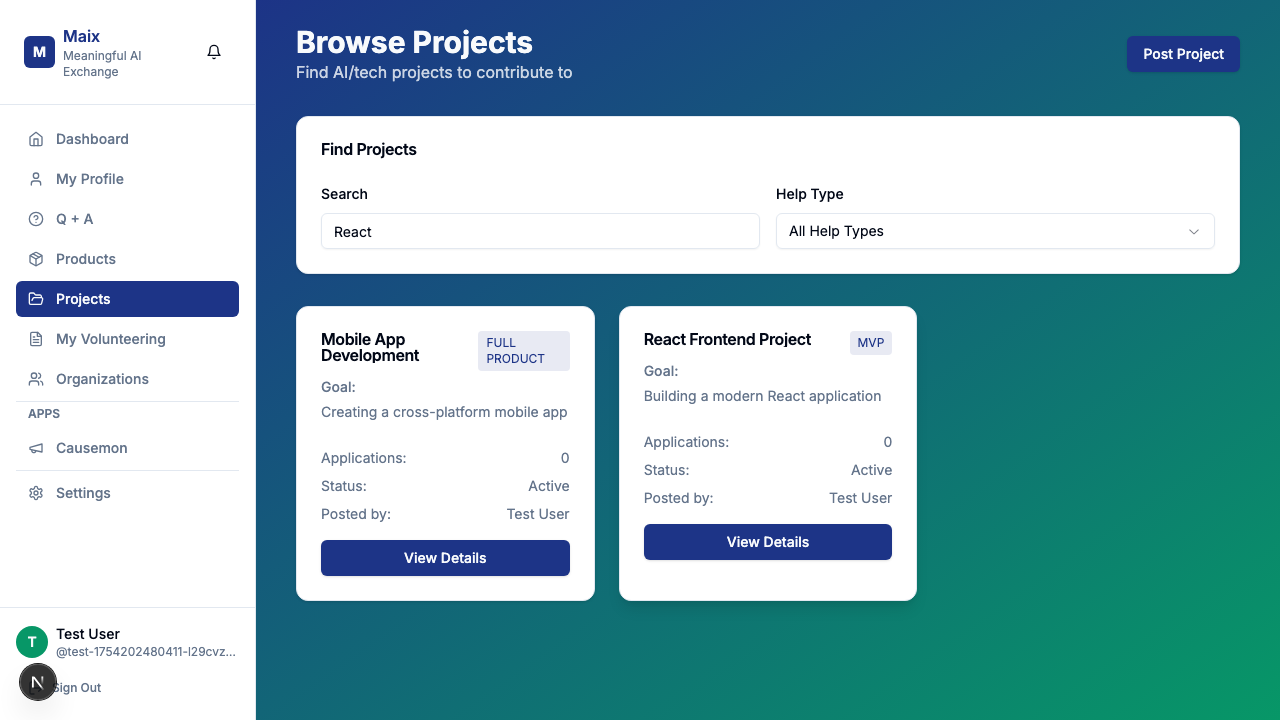 M
Maix
Meaningful AI
Exchange
Dashboard
My Profile
Q + A
Products
Projects
My Volunteering
Organizations
APPS
Causemon
Settings
T
Test User
@test-1754202480411-l29cvz...
N
Sign Out
Browse Projects
Find AI/tech projects to contribute to
Post Project
Find Projects
Search
React
Help Type
All Help Types
Mobile App
Development
FULL
PRODUCT
Goal:
Creating a cross-platform mobile app
Applications: 0
Status: Active
Posted by: Test User
View Details
React Frontend Project
MVP
Goal:
Building a modern React application
Applications: 0
Status: Active
Posted by: Test User
View Details